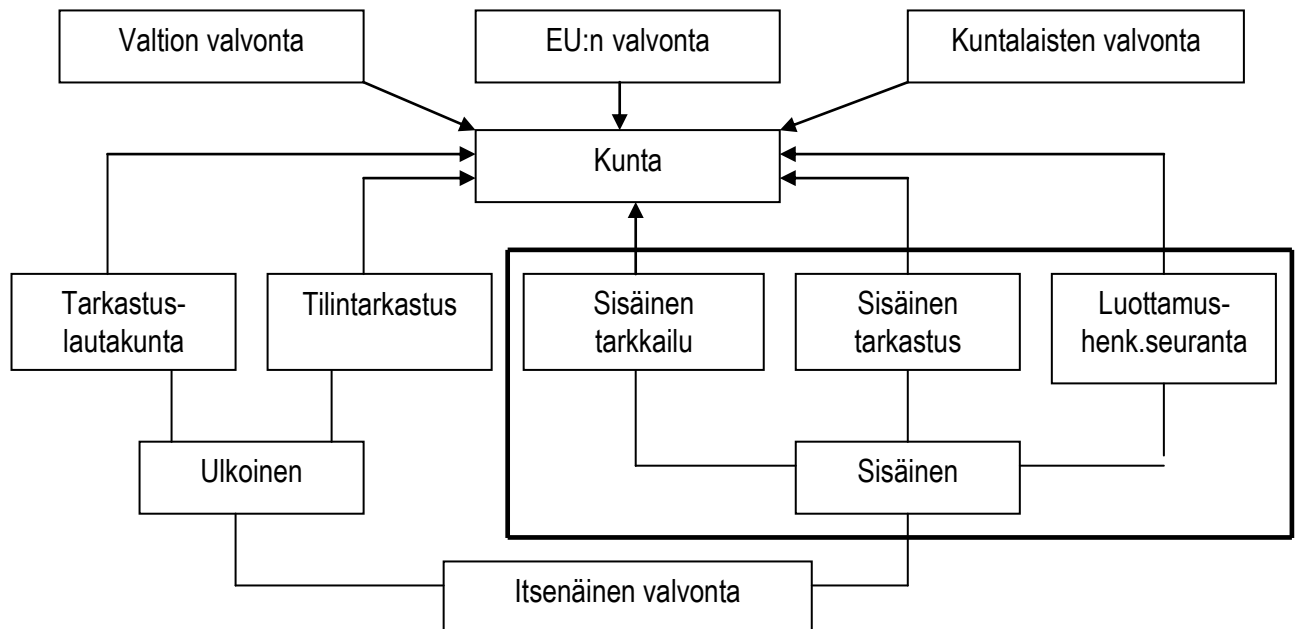 Valtion valvonta
EU:n valvonta
Kuntalaisten valvonta
Kunta
Tarkastus-
lautakunta
Tilintarkastus
Sisäinen
tarkkailu
Sisäinen
tarkastus
Luottamus-
henk.seuranta
Ulkoinen
Sisäinen
Itsenäinen valvonta